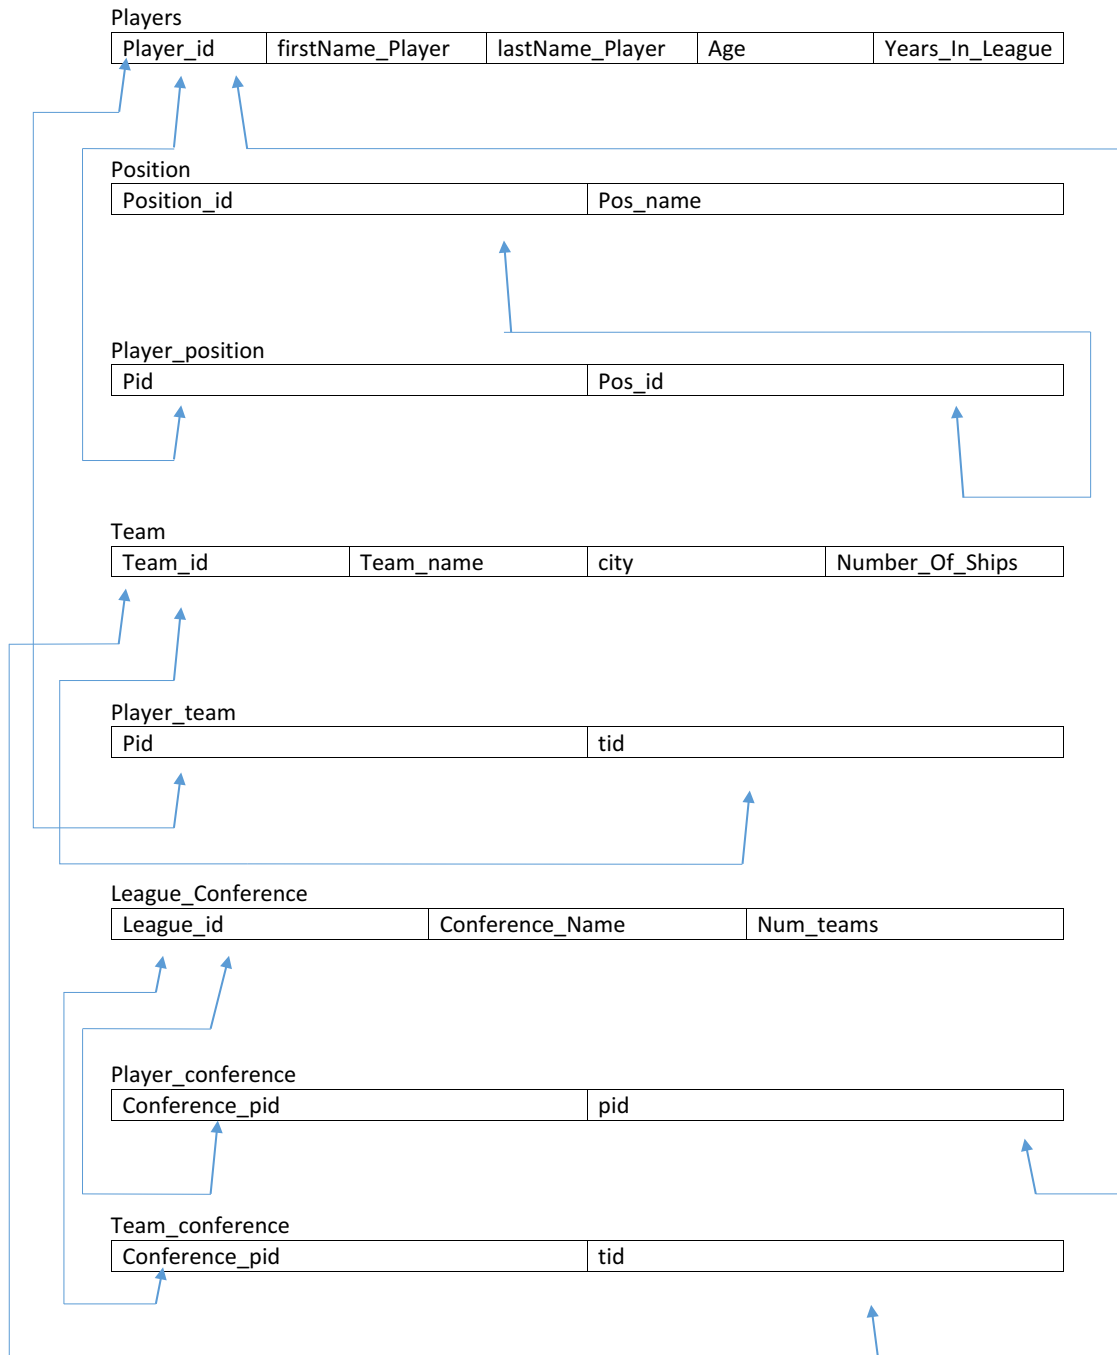 Players
Player_id firstName_Player lastName_Player Age Years_In_League
Position
Position_id Pos_name
Player_position
Pid Pos_id
Team
Team_id Team_name city Number_Of_Ships
Player_team
Pid tid
League_Conference
League_id Conference_Name Num_teams
Player_conference
Conference_pid pid
Team_conference
Conference_pid tid